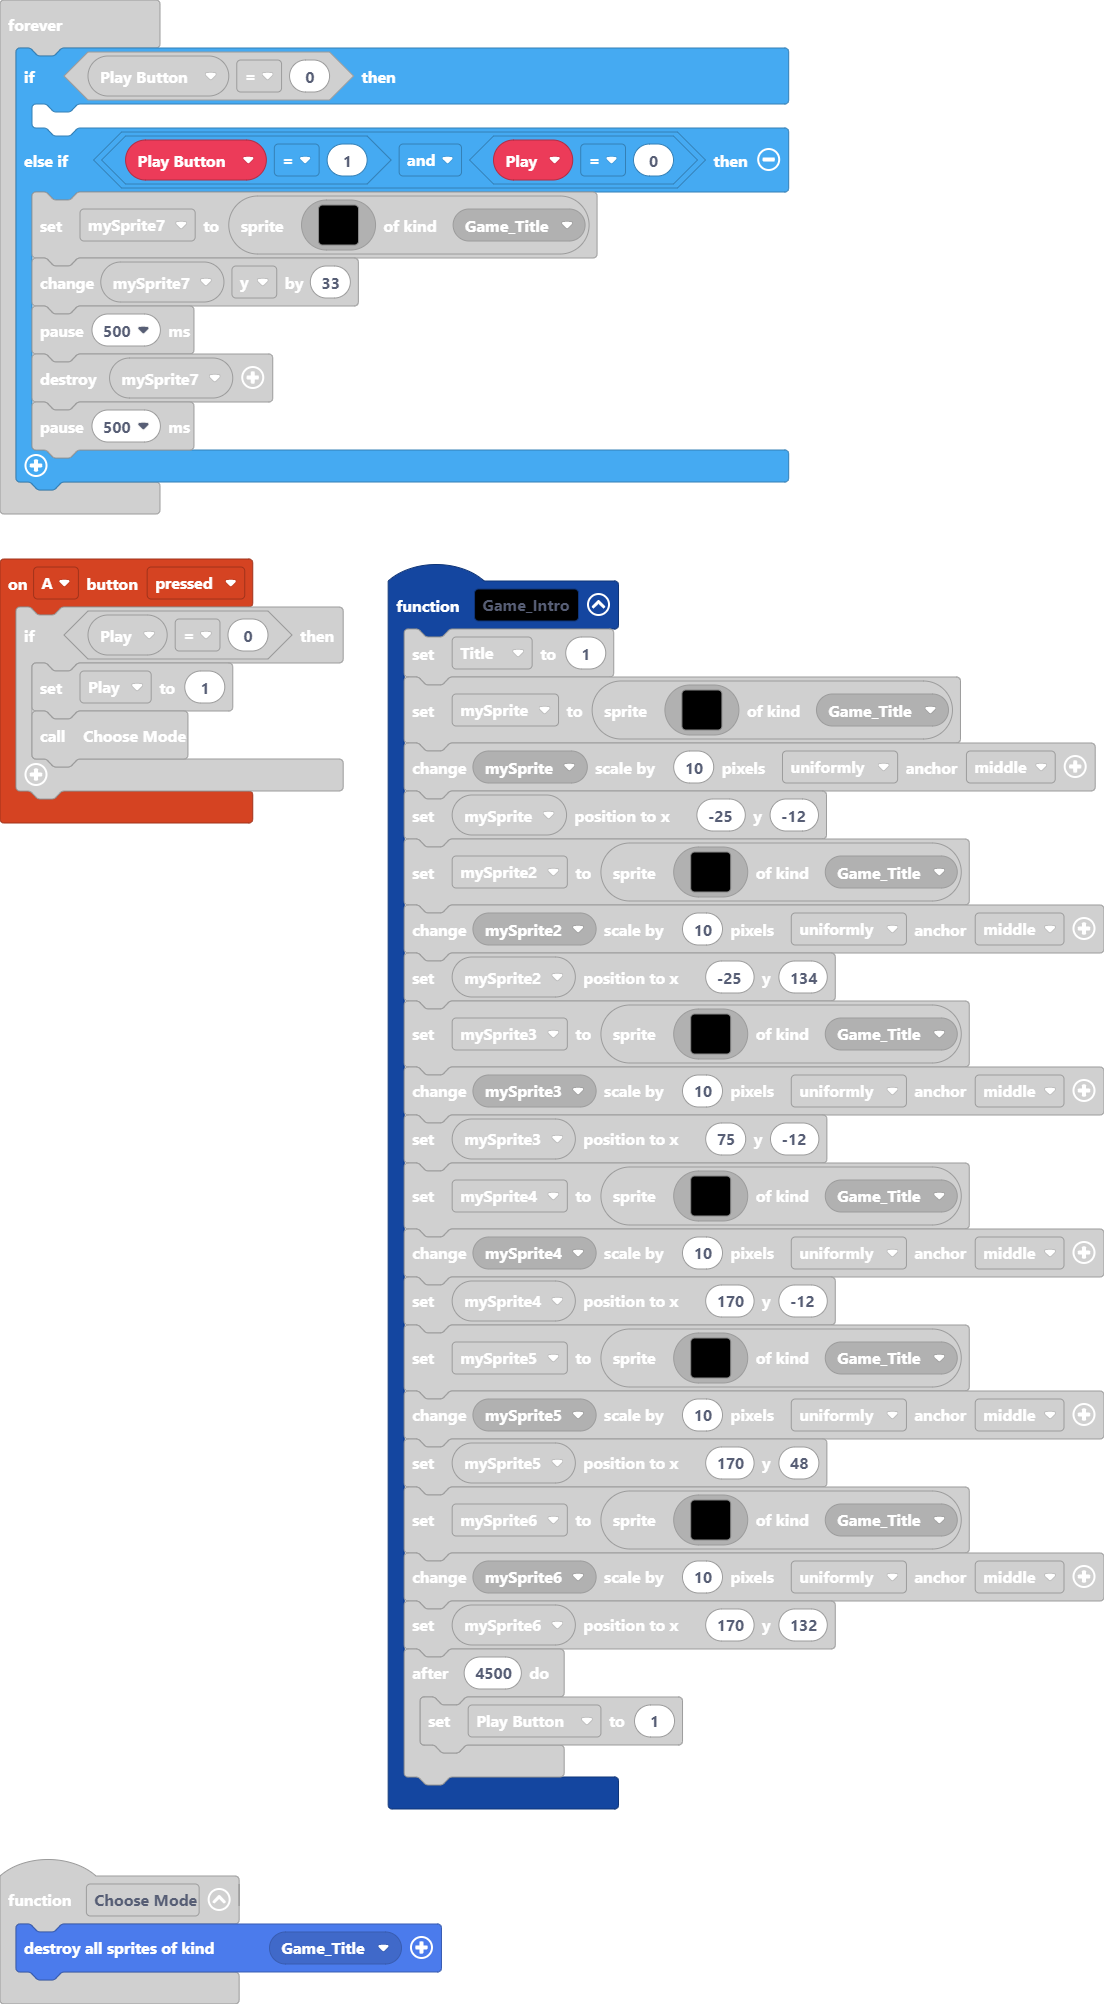 forever
if Play Button = 0 then
else if Play Button = 1 and Play = 0 then
set mySprite7 to sprite of kind Game_Title
change mySprite7 y by 33
pause 500 ms
destroy mySprite7
pause 500 ms
on A button pressed
if Play = 0 then
set Play to 1
call Choose Mode
function Game_Intro
set Title to 1
set mySprite to sprite of kind Game_Title
change mySprite scale by 10 pixels uniformly anchor middle
set mySprite position to x -25 y -12
set mySprite2 to sprite of kind Game_Title
change mySprite2 scale by 10 pixels uniformly anchor middle
set mySprite2 position to x -25 y 134
set mySprite3 to sprite of kind Game_Title
change mySprite3 scale by 10 pixels uniformly anchor middle
set mySprite3 position to x 75 y -12
set mySprite4 to sprite of kind Game_Title
change mySprite4 scale by 10 pixels uniformly anchor middle
set mySprite4 position to x 170 y -12
set mySprite5 to sprite of kind Game_Title
change mySprite5 scale by 10 pixels uniformly anchor middle
set mySprite5 position to x 170 y 48
set mySprite6 to sprite of kind Game_Title
change mySprite6 scale by 10 pixels uniformly anchor middle
set mySprite6 position to x 170 y 132
after 4500 do
set Play Button to 1
function Choose Mode
destroy all sprites of kind Game_Title